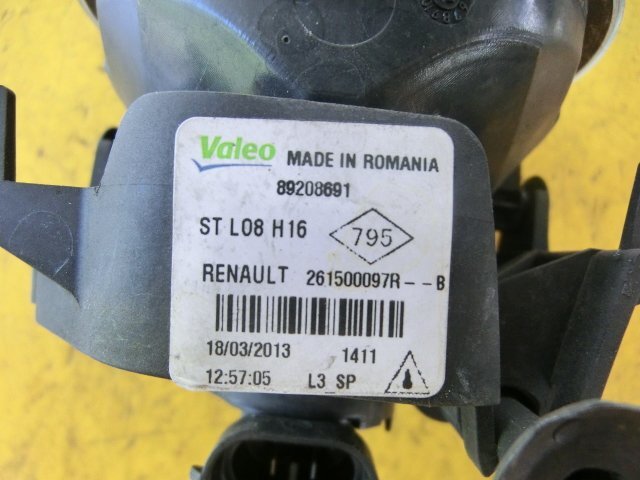 Valeo MADE IN ROMANIA
89208691
ST L08 H16 795
RENAULT 261500097R--B
18/03/2013 1411
12:57:05 L3_SP